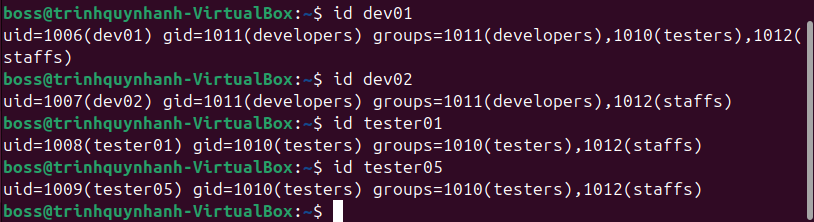 boss@trinhquynhanh-VirtualBox:~$ id dev01
uid=1006(dev01) gid=1011(developers) groups=1011(developers),1010(testers),1012(
staffs)
boss@trinhquynhanh-VirtualBox:~$ id dev02
uid=1007(dev02) gid=1011(developers) groups=1011(developers),1012(staffs)
boss@trinhquynhanh-VirtualBox:~$ id tester01
uid=1008(tester01) gid=1010(testers) groups=1010(testers),1012(staffs)
boss@trinhquynhanh-VirtualBox:~$ id tester05
uid=1009(tester05) gid=1010(testers) groups=1010(testers),1012(staffs)
boss@trinhquynhanh-VirtualBox:~$